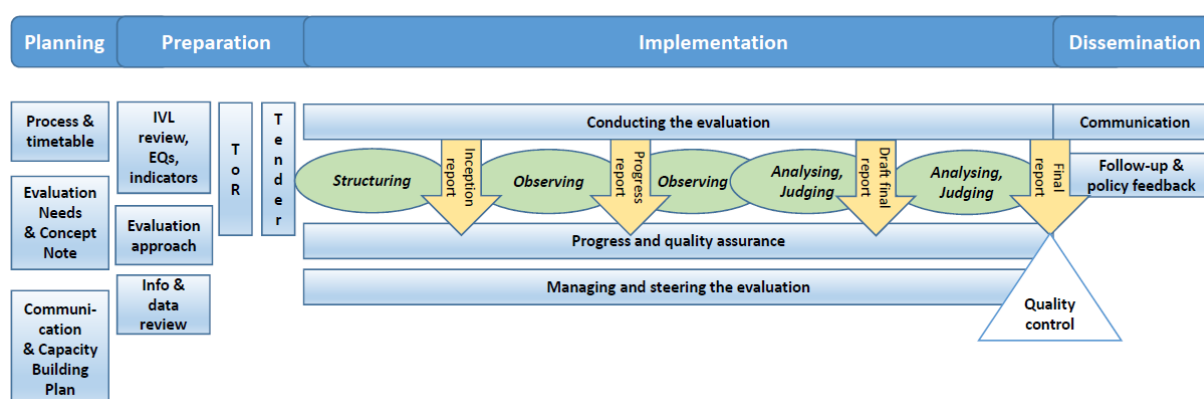 Planning
Preparation
Implementation
Dissemination
Process &
timetable
Evaluation
Needs
& Concept
Note
Communi-
cation
& Capacity
Building
Plan
IVL
review,
EQs,
indicators
Evaluation
approach
Info &
data
review
T
o
R
T
e
n
d
e
r
Conducting the evaluation
Structuring
Inception
report
Observing
Progress
report
Observing
Analysing,
Judging
Draft final
report
Analysing,
Judging
Final
report
Progress and quality assurance
Managing and steering the evaluation
Communication
Follow-up &
policy feedback
Quality
control